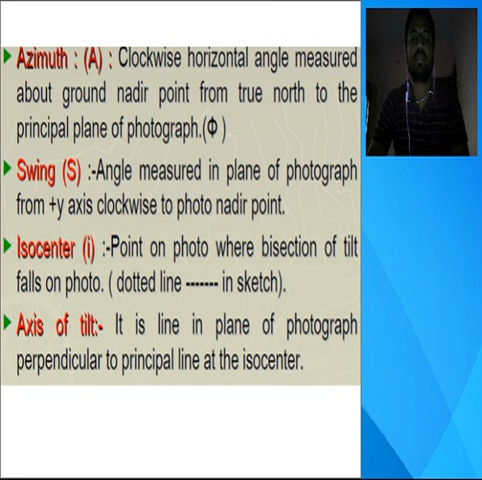 Azimuth : (A) : Clockwise horizontal angle measured
about ground nadir point from true north to the
principal plane of photograph.(Φ )
Swing (S) :-Angle measured in plane of photograph
from +y axis clockwise to photo nadir point.
Isocenter (i) :-Point on photo where bisection of tilt
falls on photo. ( dotted line ------- in sketch).
Axis of tilt:- It is line in plane of photograph
perpendicular to principal line at the isocenter.